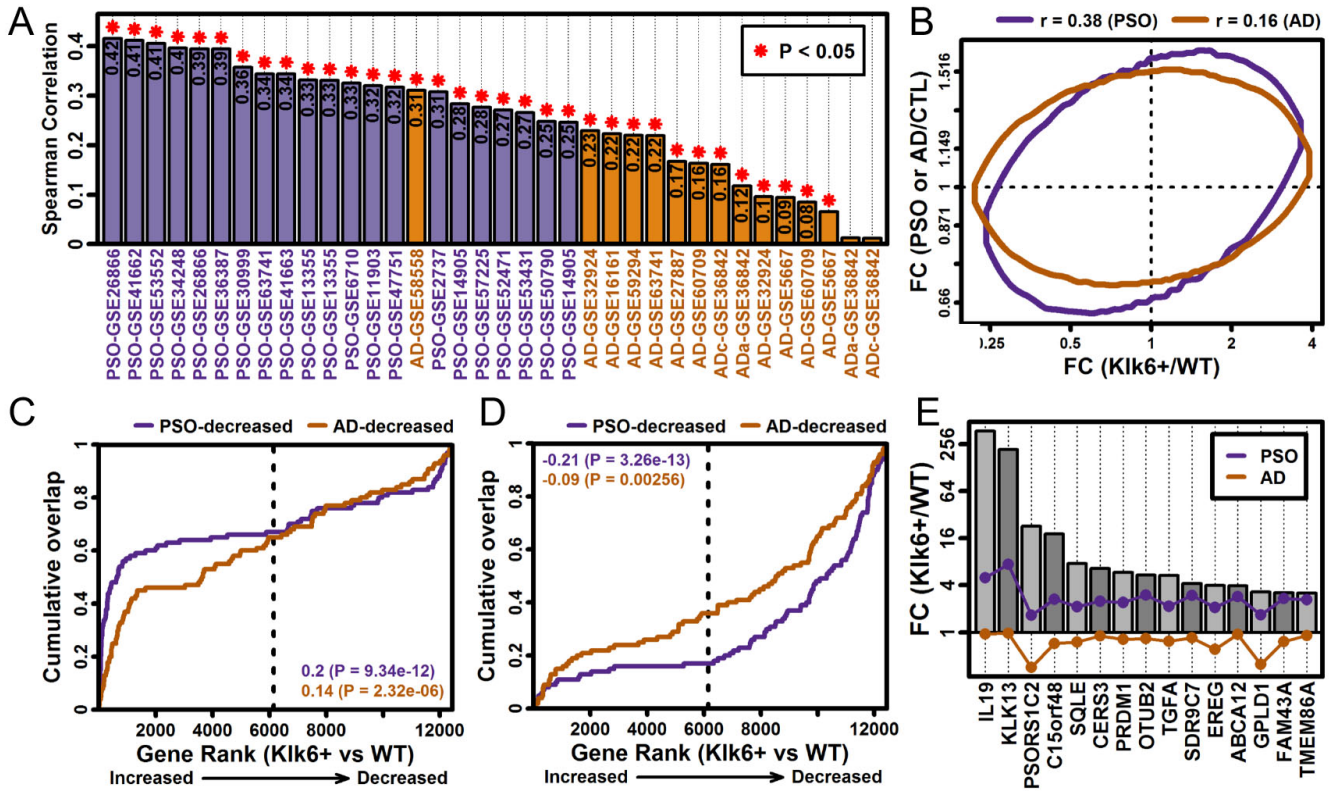 A
Spearman Correlation
0.4
0.3
0.2
0.1
0
* P < 0.05
0.42
0.41
0.41
0.4
0.39
0.39
0.36
0.34
0.34
0.33
0.33
0.33
0.32
0.32
0.31
0.31
0.28
0.28
0.27
0.27
0.25
0.25
0.23
0.22
0.22
0.22
0.17
0.16
0.16
0.12
0.1
0.09
0.08
PSO-GSE26866
PSO-GSE41662
PSO-GSE53552
PSO-GSE34248
PSO-GSE26866
PSO-GSE36387
PSO-GSE30999
PSO-GSE63741
PSO-GSE41663
PSO-GSE13355
PSO-GSE13355
PSO-GSE6710
PSO-GSE11903
PSO-GSE47751
AD-GSE58558
PSO-GSE2737
PSO-GSE14905
PSO-GSE57225
PSO-GSE52471
PSO-GSE53431
PSO-GSE50790
PSO-GSE14905
AD-GSE32924
AD-GSE16161
AD-GSE59294
AD-GSE63741
AD-GSE27887
AD-GSE60709
ADc-GSE36842
ADa-GSE36842
AD-GSE32924
AD-GSE5667
AD-GSE60709
AD-GSE5667
ADa-GSE36842
ADc-GSE36842
B
r = 0.38 (PSO) r = 0.16 (AD)
FC (PSO or AD/CTL)
1.516
1.149
1
0.871
0.66
0.25 0.5 1 2 4
FC (Klk6+/WT)
C
PSO-decreased AD-decreased
Cumulative overlap
1
0.8
0.6
0.4
0.2
0
0.2 (P = 9.34e-12)
0.14 (P = 2.32e-06)
2000 4000 6000 8000 12000
Gene Rank (Klk6+ vs WT)
Increased Decreased
D
PSO-decreased AD-decreased
Cumulative overlap
1
0.8
0.6
0.4
0.2
0
-0.21 (P = 3.26e-13)
-0.09 (P = 0.00256)
2000 4000 6000 8000 12000
Gene Rank (Klk6+ vs WT)
Increased Decreased
E
FC (Klk6+/WT)
256
64
16
4
1
PSO
AD
IL19
KLK13
PSORS1C2
C15orf48
SQLE
CERS3
PRDM1
OTUB2
TGFA
SDR9C7
EREG
ABCA12
GPLD1
FAM43A
TMEM86A